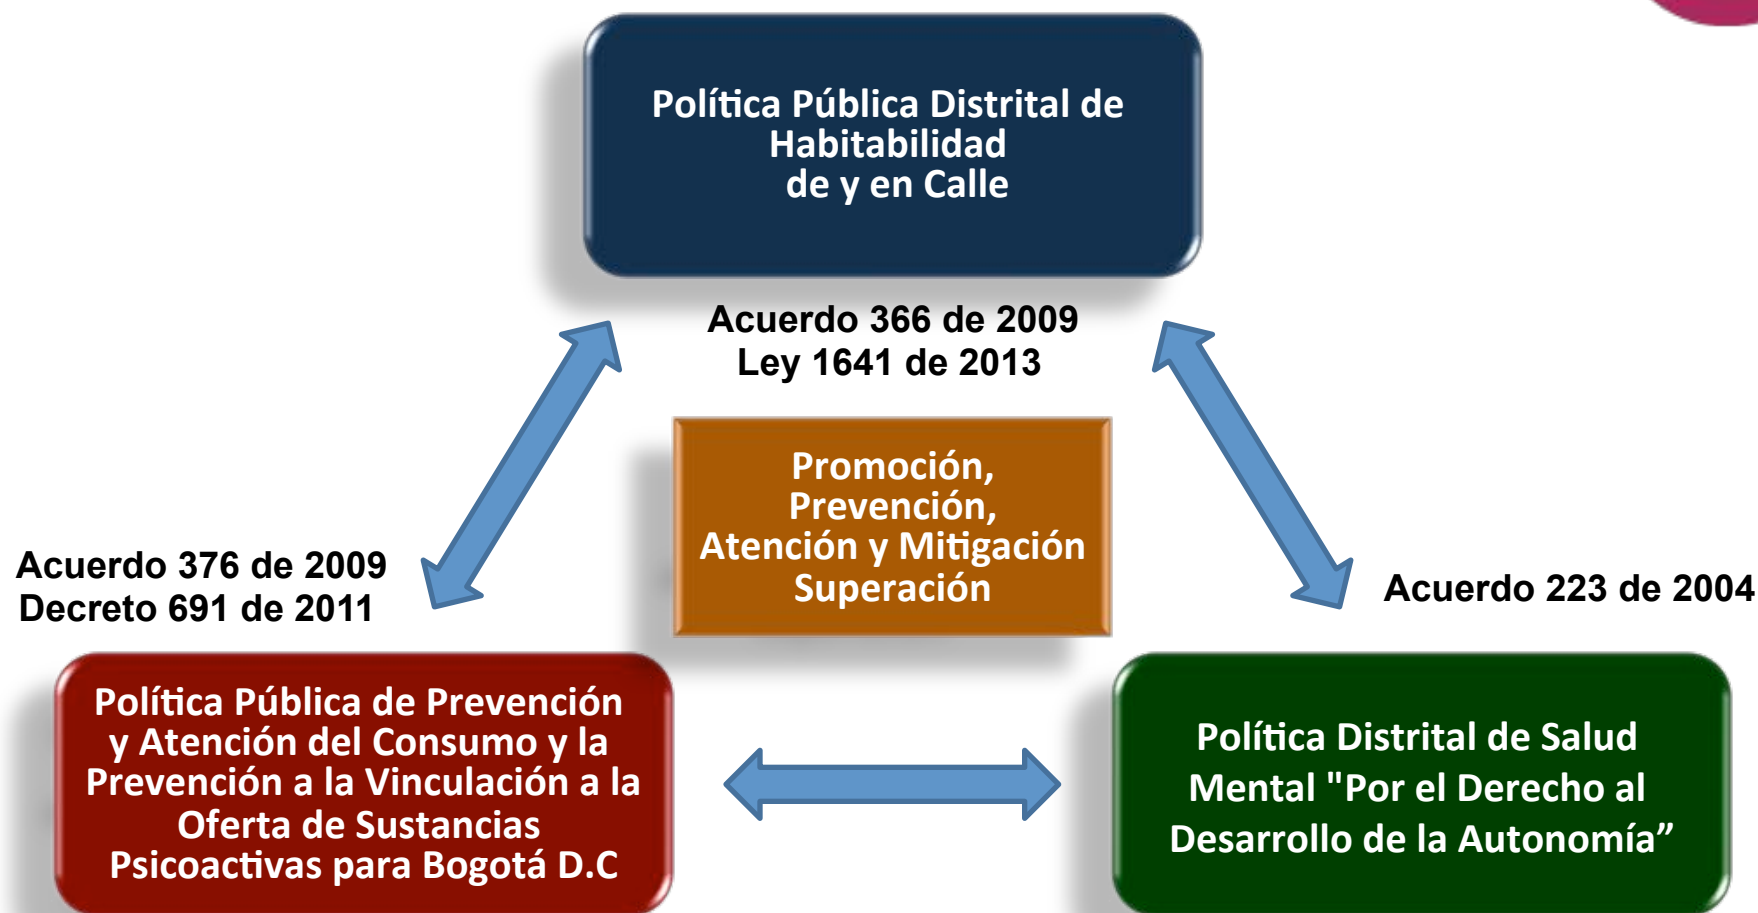 Política Pública Distrital de
Habitabilidad
de y en Calle
Acuerdo 366 de 2009
Ley 1641 de 2013
Promoción,
Prevención,
Atención y Mitigación
Superación
Acuerdo 376 de 2009
Decreto 691 de 2011
Acuerdo 223 de 2004
Política Pública de Prevención
y Atención del Consumo y la
Prevención a la Vinculación a la
Oferta de Sustancias
Psicoactivas para Bogotá D.C
Política Distrital de Salud
Mental "Por el Derecho al
Desarrollo de la Autonomía”